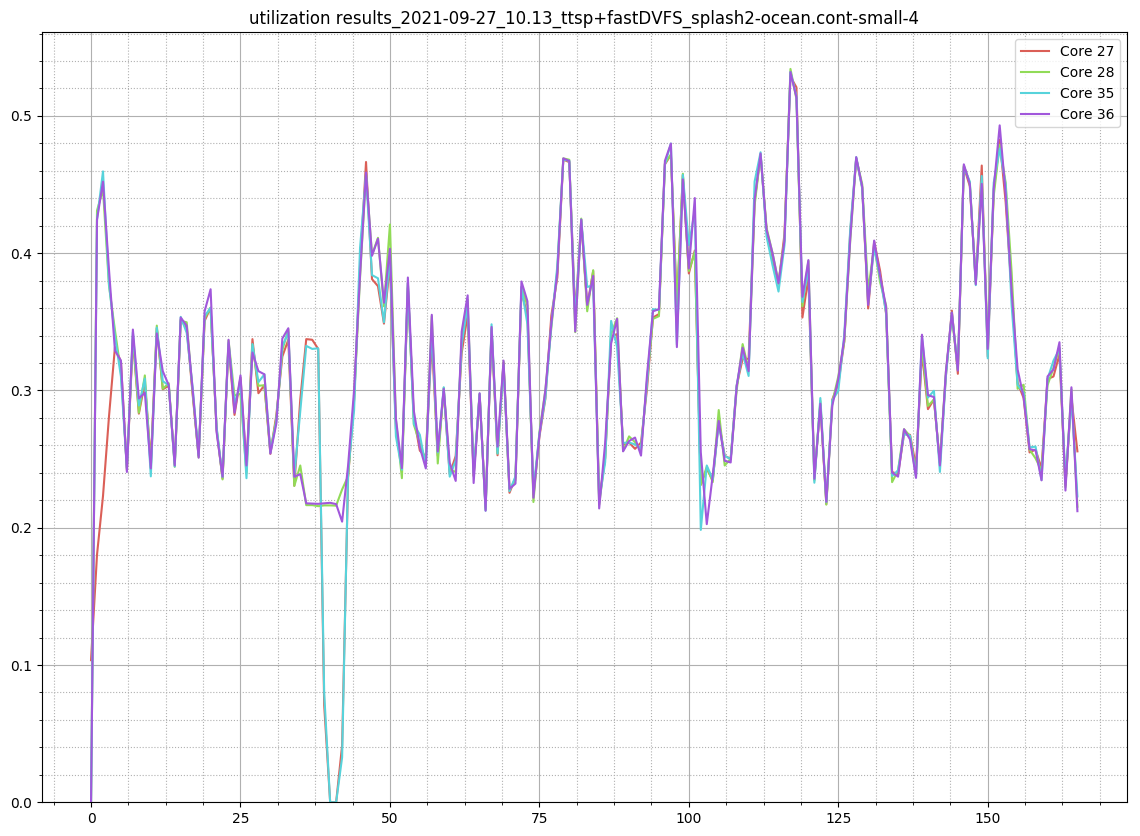 utilization results_2021-09-27_10.13_ttsp+fastDVFS_splash2-ocean.cont-small-4
Core 27
Core 28
Core 35
Core 36
0.5
0.4
0.3
0.2
0.1
0.0
0 25 50 75 100 125 150